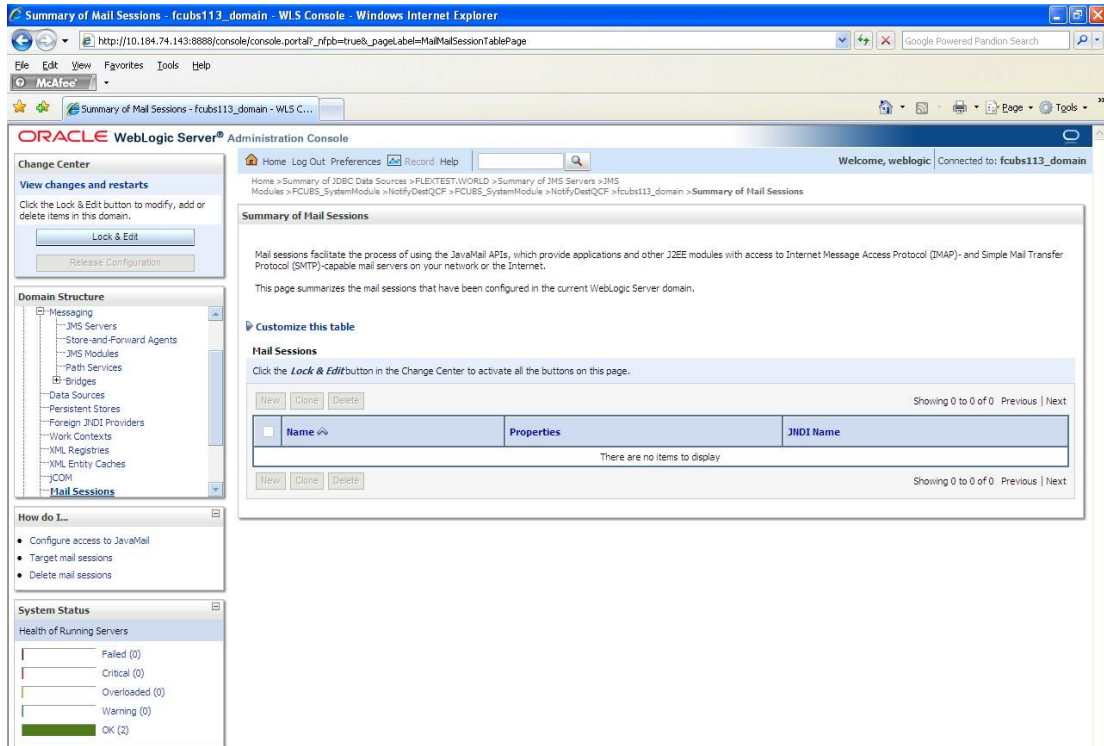 Summary of Mail Sessions - fcubs113_domain - WLS Console - Windows Internet Explorer
http://10.184.74.143:8888/console/console.portal?_nfpb=true&_pageLabel=MailMailSessionTablePage
Google Powered Pandion Search
File Edit View Favorites Tools Help
McAfee
Summary of Mail Sessions - fcubs113_domain - WLS C...
Page Tools
ORACLE WebLogic Server® Administration Console
Change Center
View changes and restarts
Click the Lock & Edit button to modify, add or
delete items in this domain.
Lock & Edit
Release Configuration
Domain Structure
Messaging
JMS Servers
Store-and-Forward Agents
JMS Modules
Path Services
Bridges
Data Sources
Persistent Stores
Foreign JNDI Providers
Work Contexts
XML Registries
XML Entity Caches
jCOM
Mail Sessions
How do I...
Configure access to JavaMail
Target mail sessions
Delete mail sessions
System Status
Health of Running Servers
Failed (0)
Critical (0)
Overloaded (0)
Warning (0)
OK (2)
Home Log Out Preferences Record Help
Welcome, weblogic Connected to: fcubs113_domain
Home >Summary of JDBC Data Sources >FLEXTEST.WORLD >Summary of JMS Servers >JMS
Modules >FCUBS_SystemModule >NotifyDestQCF >FCUBS_SystemModule >NotifyDestQCF >fcubs113_domain >Summary of Mail Sessions
Summary of Mail Sessions
Mail sessions facilitate the process of using the JavaMail APIs, which provide applications and other J2EE modules with access to Internet Message Access Protocol (IMAP)- and Simple Mail Transfer
Protocol (SMTP)-capable mail servers on your network or the Internet.
This page summarizes the mail sessions that have been configured in the current WebLogic Server domain.
Customize this table
Mail Sessions
Click the Lock & Edit button in the Change Center to activate all the buttons on this page.
New Clone Delete
Showing 0 to 0 of 0 Previous | Next
Name Properties JNDI Name
There are no items to display
New Clone Delete
Showing 0 to 0 of 0 Previous | Next